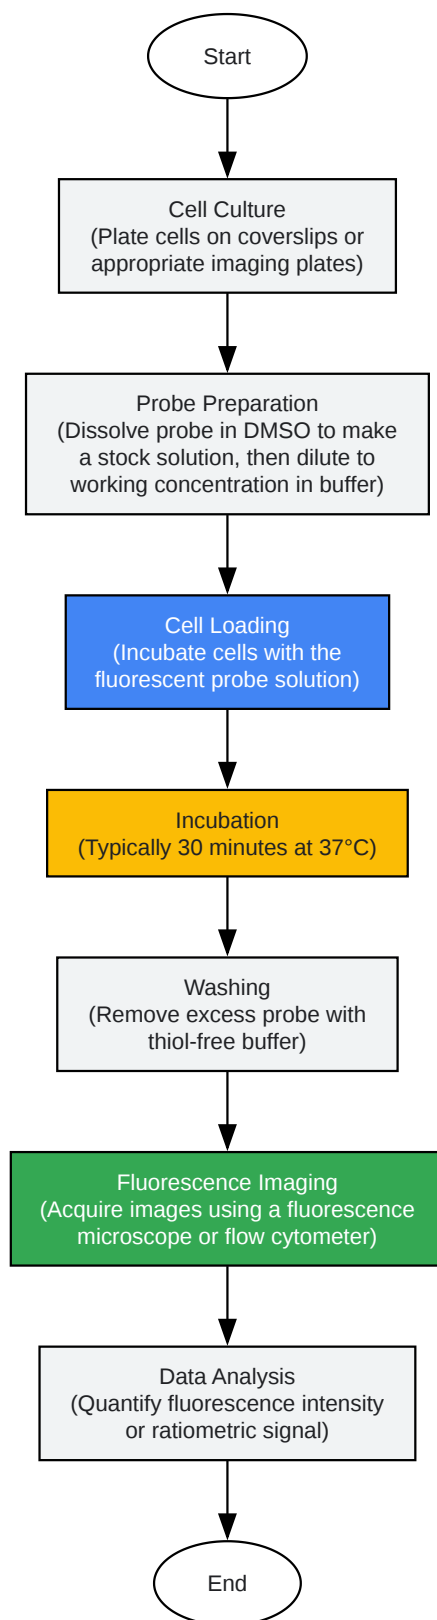 Start
Cell Culture
(Plate cells on coverslips or
appropriate imaging plates)
Probe Preparation
(Dissolve probe in DMSO to make
a stock solution, then dilute to
working concentration in buffer)
Cell Loading
(Incubate cells with the
fluorescent probe solution)
Incubation
(Typically 30 minutes at 37°C)
Washing
(Remove excess probe with
thiol-free buffer)
Fluorescence Imaging
(Acquire images using a fluorescence
microscope or flow cytometer)
Data Analysis
(Quantify fluorescence intensity
or ratiometric signal)
End